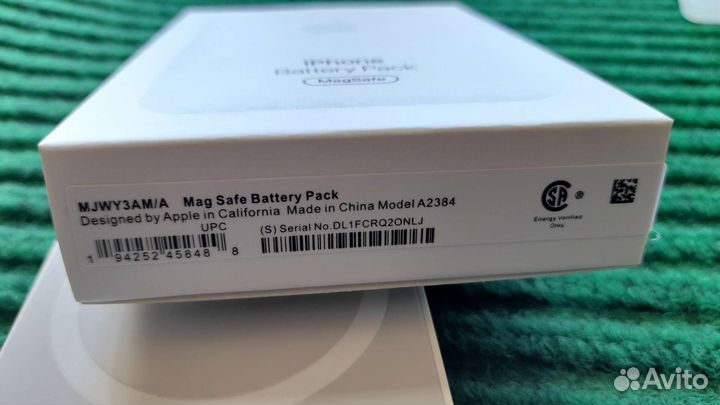 iPhone
Battery Pack
MagSafe
MJWY3AM/A Mag Safe Battery Pack
Designed by Apple in California Made in China Model A2384
UPC
(S) Serial No.DL1FCRQ2ONLJ
1 94252 45848 8
Energy Verified
Only
Avito